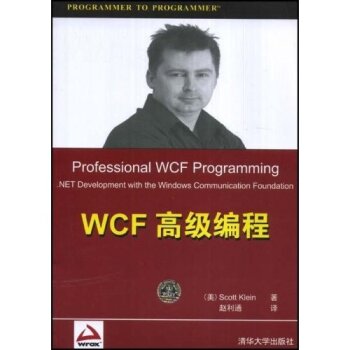 PROGRAMMER TO PROGRAMMER™
Professional WCF Programming
.NET Development with the Windows Communication Foundation
WCF 高级编程
（美）Scott Klein 著
赵利通 译
wrox
清华大学出版社